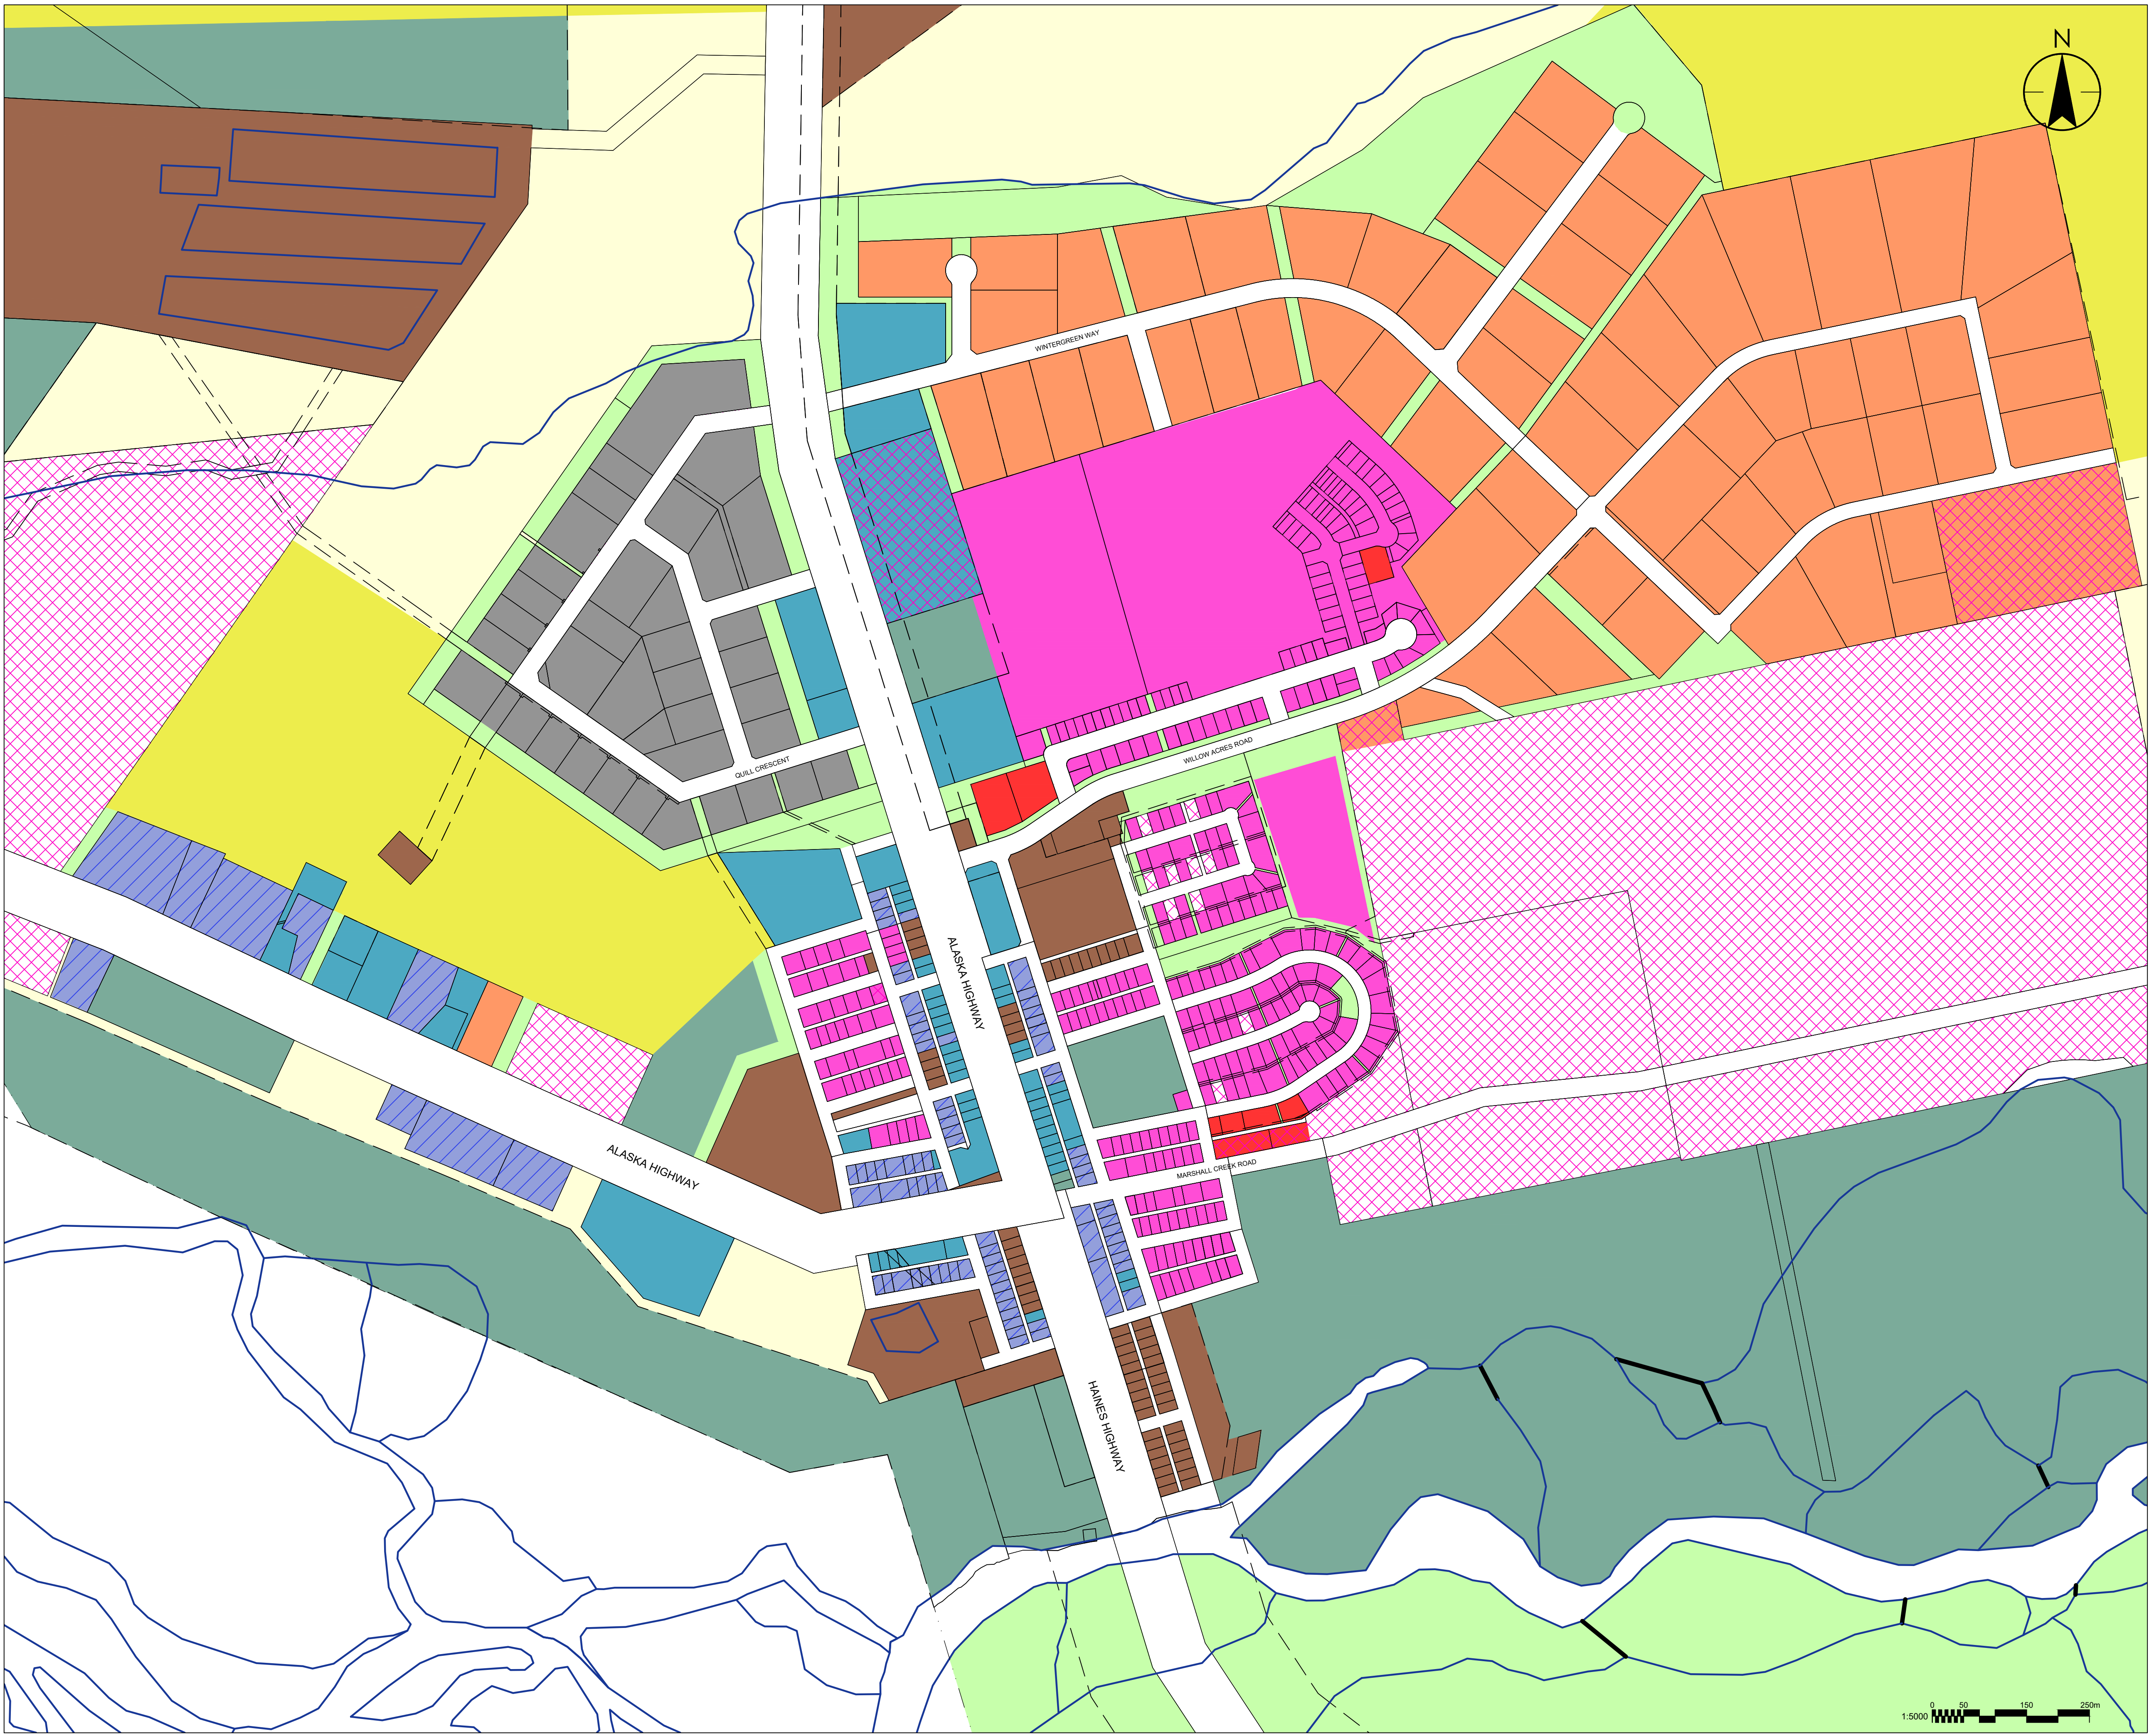 N
WINTERGREEN WAY
QUILL CRESCENT
WILLOW ACRES ROAD
ALASKA HIGHWAY
ALASKA HIGHWAY
MARSHALL CREEK ROAD
HAINES HIGHWAY
0 50 150 250m
1:5000